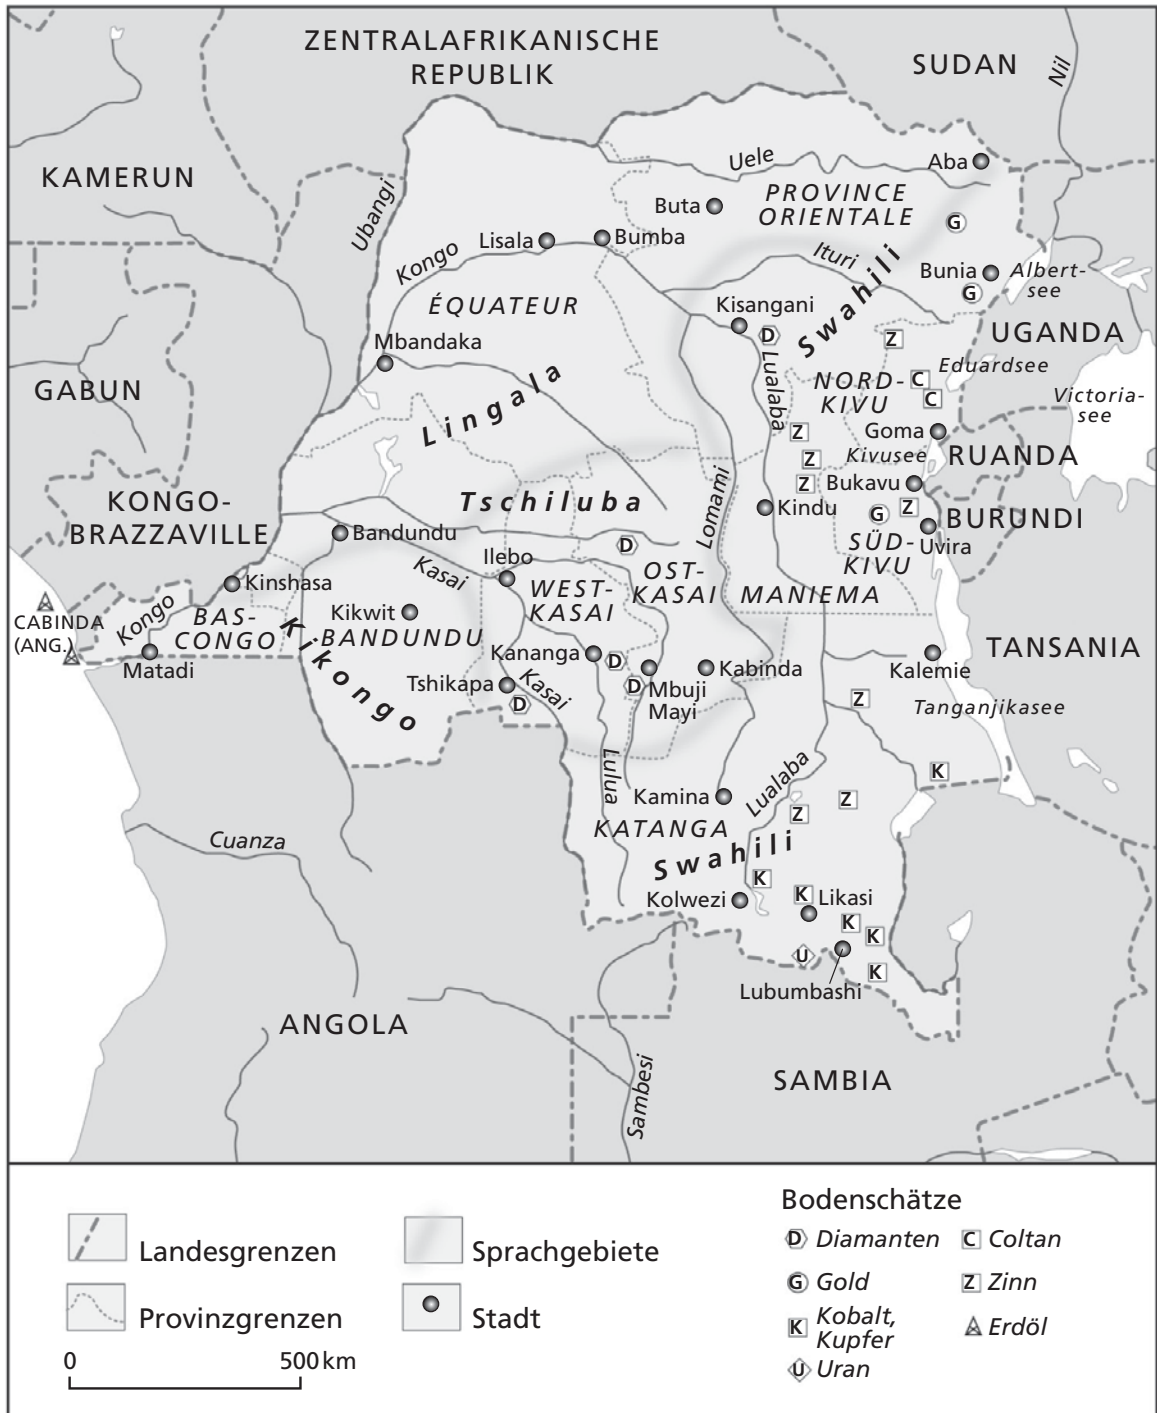 ZENTRALAFRIKANISCHE
REPUBLIK
SUDAN
Nil
KAMERUN
Ubangi
Uele
Aba
PROVINCE
ORIENTALE
Buta
G
Lisala
Bumba
Kongo
Ituri
Bunia
Albert-
see
G
ÉQUATEUR
Kisangani
D
Swahili
UGANDA
Mbandaka
Z
Eduardsee
GABUN
Lualaba
NORD-
KIVU
C
C
Victoria-
see
Lingala
Z
Goma
Z
Kivusee
RUANDA
KONGO-
BRAZZAVILLE
Tschiluba
Lomami
Z
Bukavu
Kindu
G
Z
BURUNDI
Bandundu
D
SÜD-
KIVU
Uvira
Ilebo
Kasai
OST-
KASAI
WEST-
KASAI
MANIEMA
Kinshasa
CABINDA
(ANG.)
Kongo
BAS-
CONGO
Kikwit
BANDUNDU
Kikongo
Matadi
Kananga
D
Kabinda
Kalemie
TANSANIA
Tshikapa
Kasai
D
Mbuji
Mayi
D
Z
Tanganjikasee
Lulua
Lualaba
K
Kamina
Z
Z
KATANGA
Cuanza
Swahili
K
K
Kolwezi
Likasi
K
K
U
K
Lubumbashi
ANGOLA
Sambesi
SAMBIA
Landesgrenzen
Sprachgebiete
Provinzgrenzen
Stadt
0
500 km
Bodenschätze
D Diamanten
C Coltan
G Gold
Z Zinn
K Kobalt,
Kupfer
Erdöl
U Uran